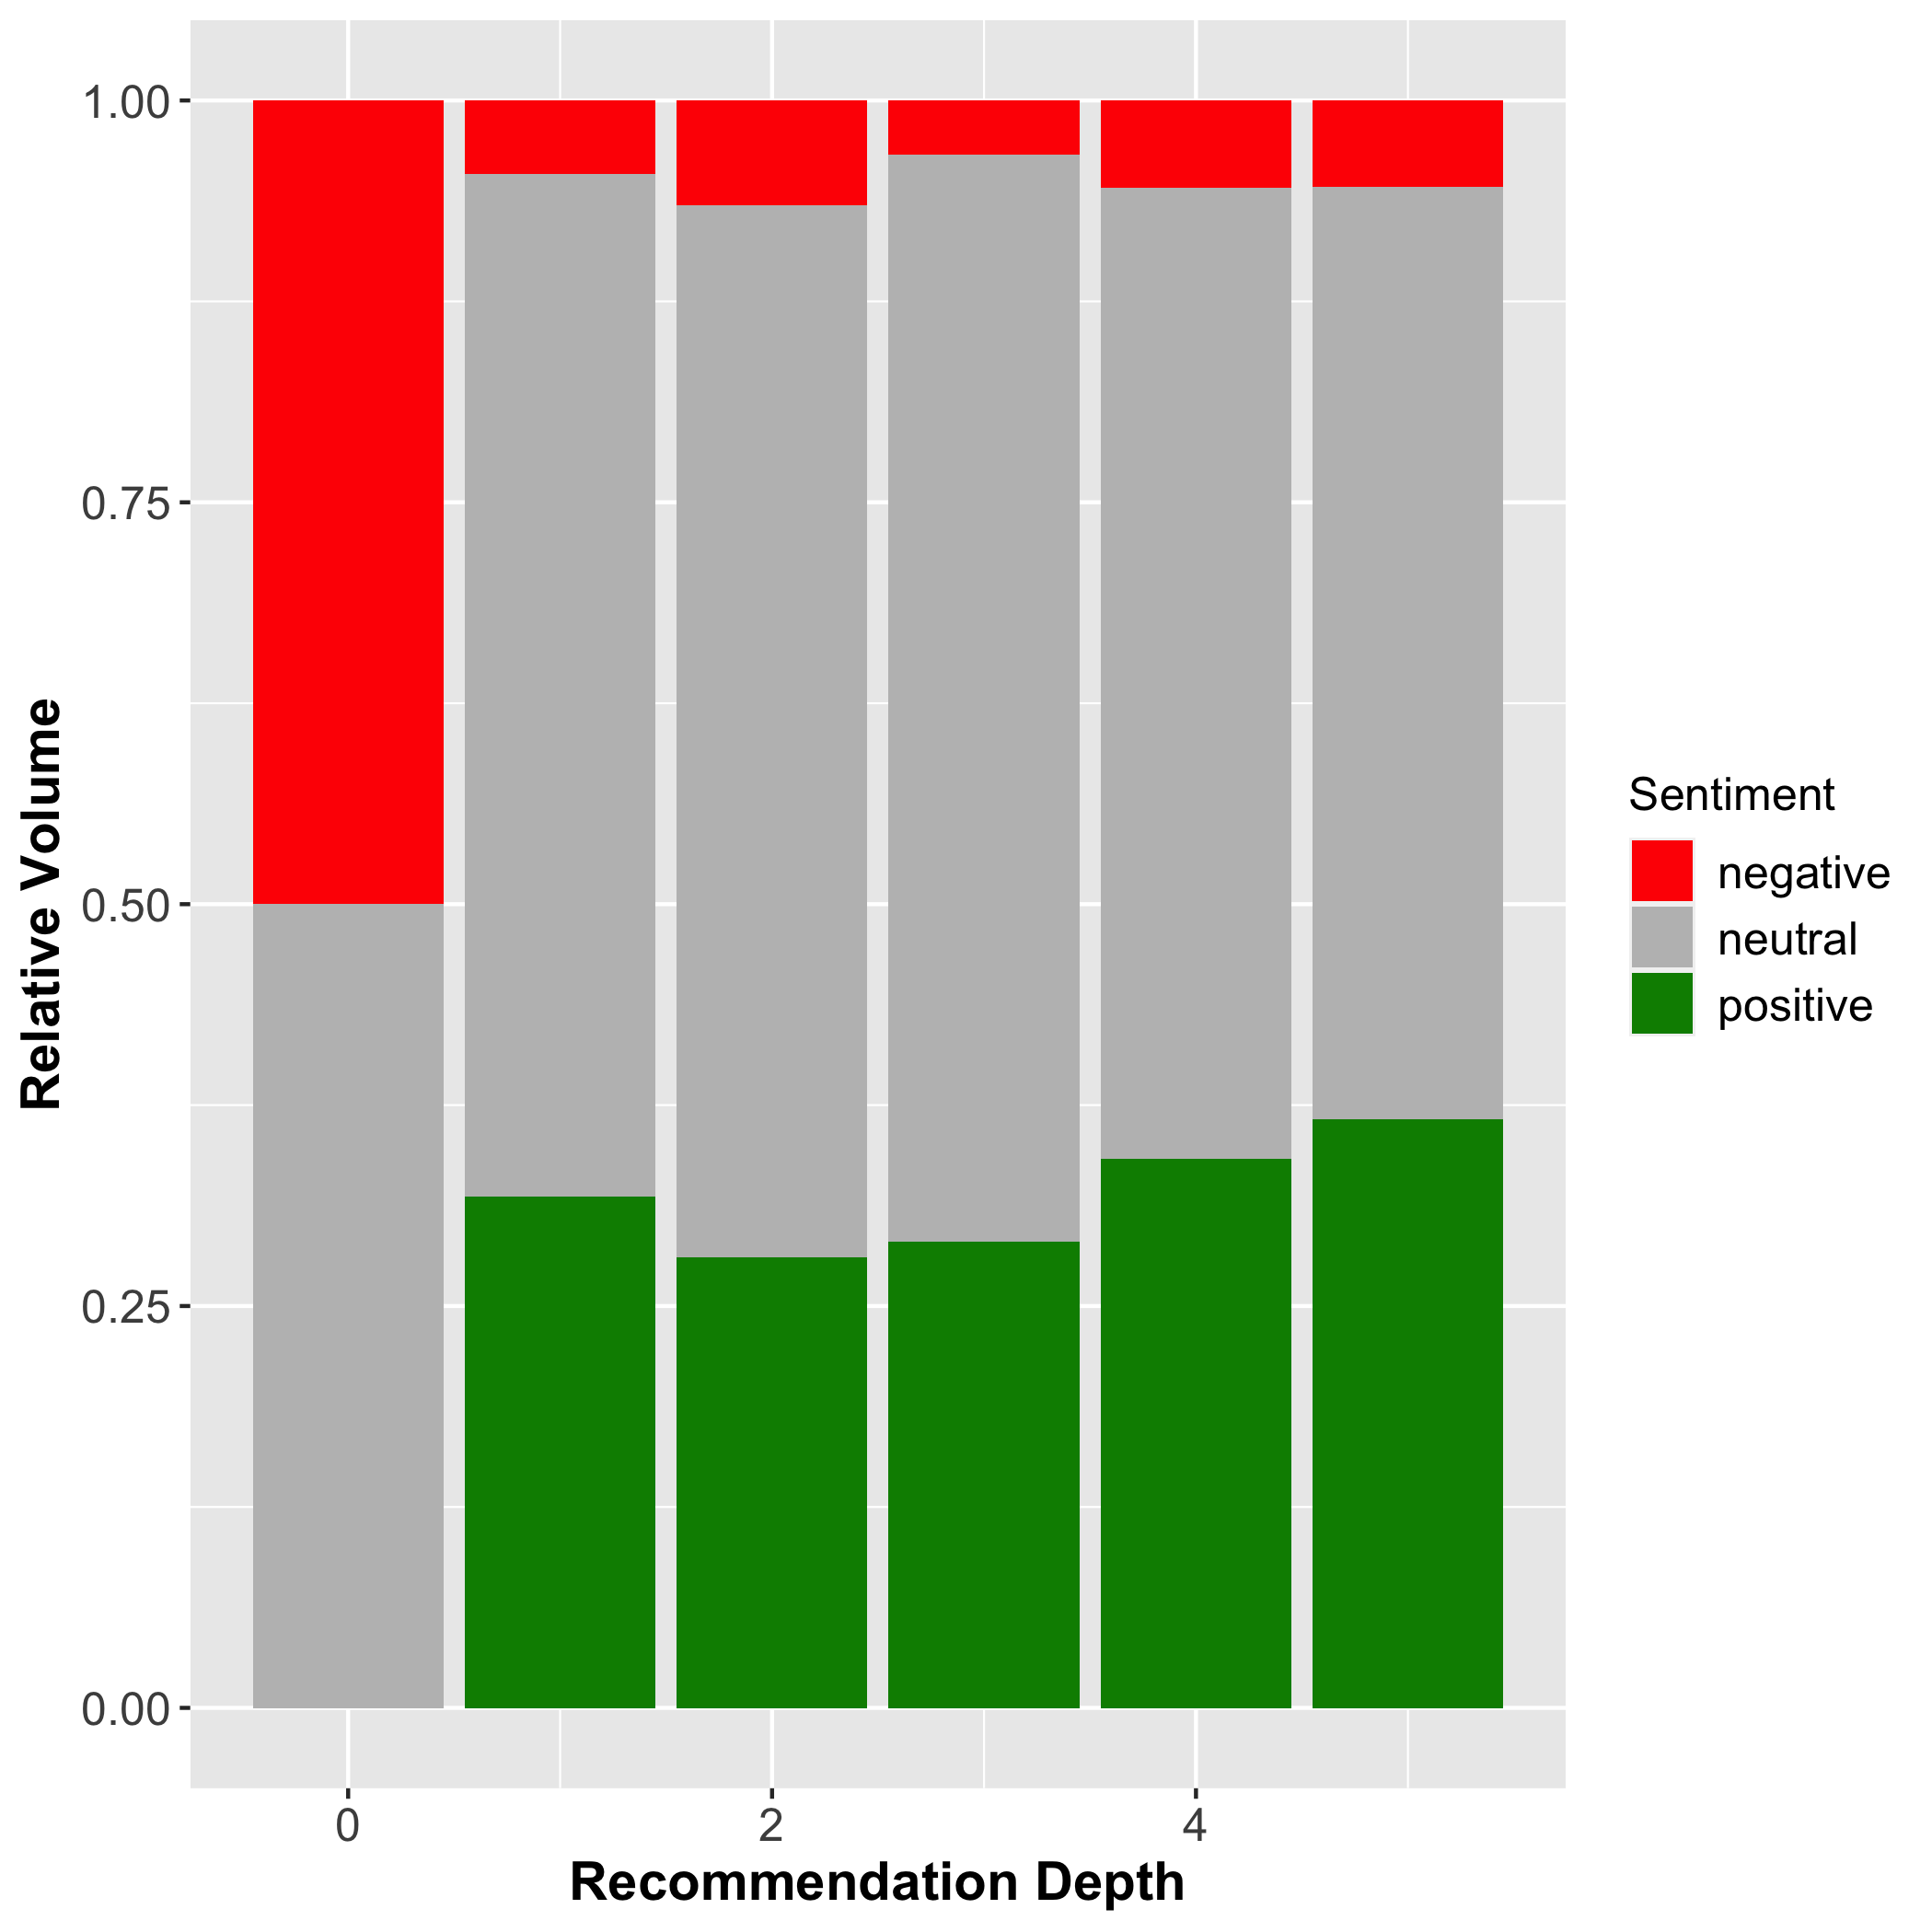 1.00
0.75
0.50
0.25
0.00
Relative Volume
0
2
4
Recommendation Depth
Sentiment
negative
neutral
positive